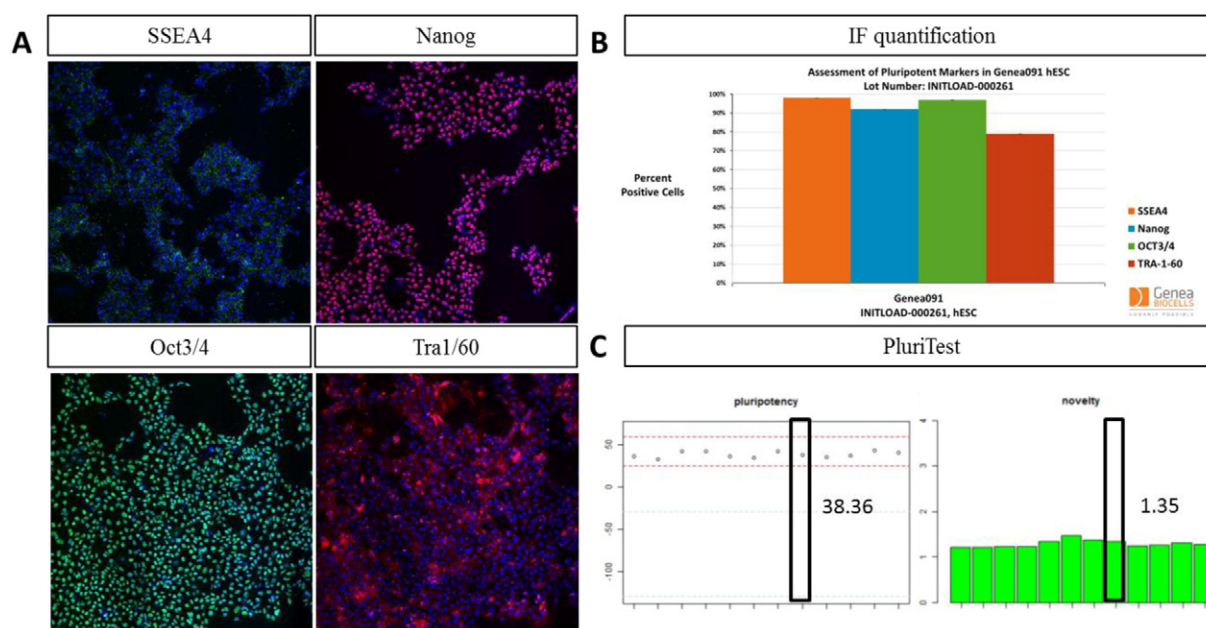 A
SSEA4
Nanog
Oct3/4
Tra1/60
B
IF quantification
Assessment of Pluripotent Markers in Genea091 hESC
Lot Number: INITLOAD-000261
100%
90%
80%
70%
60%
50%
40%
30%
20%
10%
0%
Percent
Positive Cells
Genea091
INITLOAD-000261, hESC
SSEA4
Nanog
OCT3/4
TRA-1-60
Genea
BIOCELLS
C
PluriTest
pluripotency
50
0
-50
-100
38.36
novelty
4
3
2
1
0
1.35